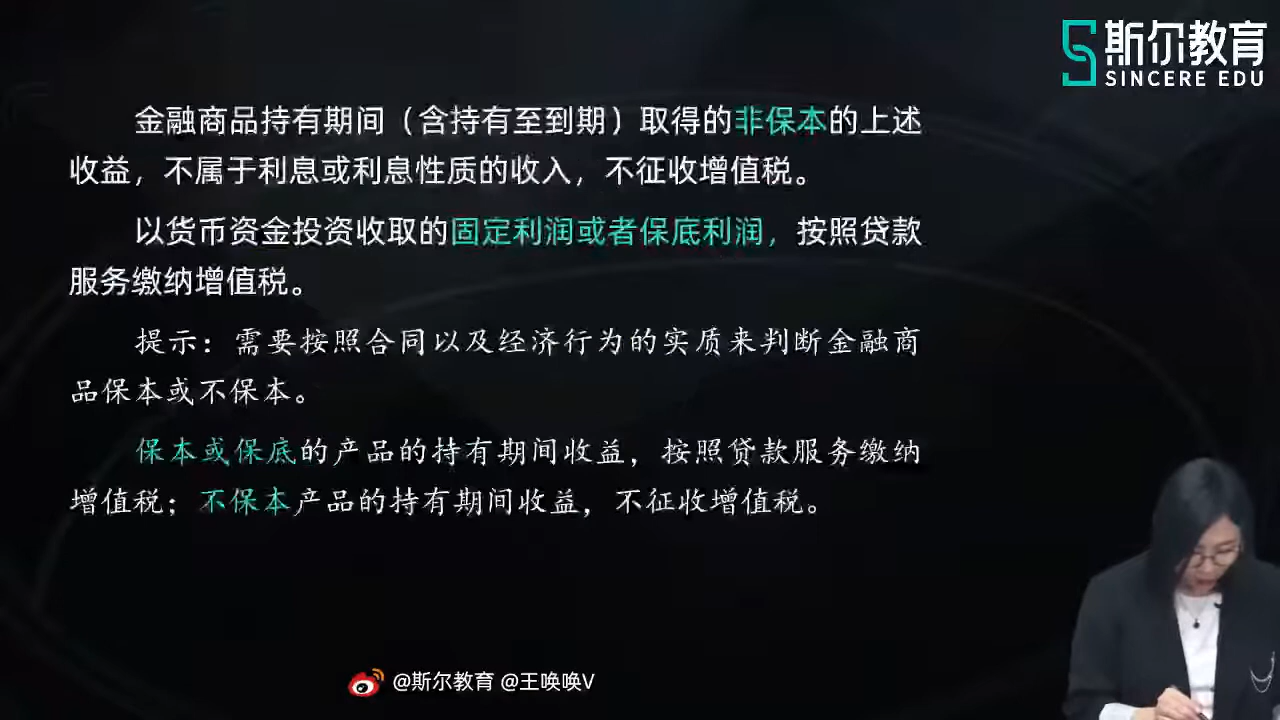 斯尔教育
SINCERE EDU
金融商品持有期间（含持有至到期）取得的非保本的上述
收益，不属于利息或利息性质的收入，不征收增值税。
以货币资金投资收取的固定利润或者保底利润，按照贷款
服务缴纳增值税。
提示：需要按照合同以及经济行为的实质来判断金融商
品保本或不保本。
保本或保底的产品的持有期间收益，按照贷款服务缴纳
增值税；不保本产品的持有期间收益，不征收增值税。
@斯尔教育 @王唤唤V